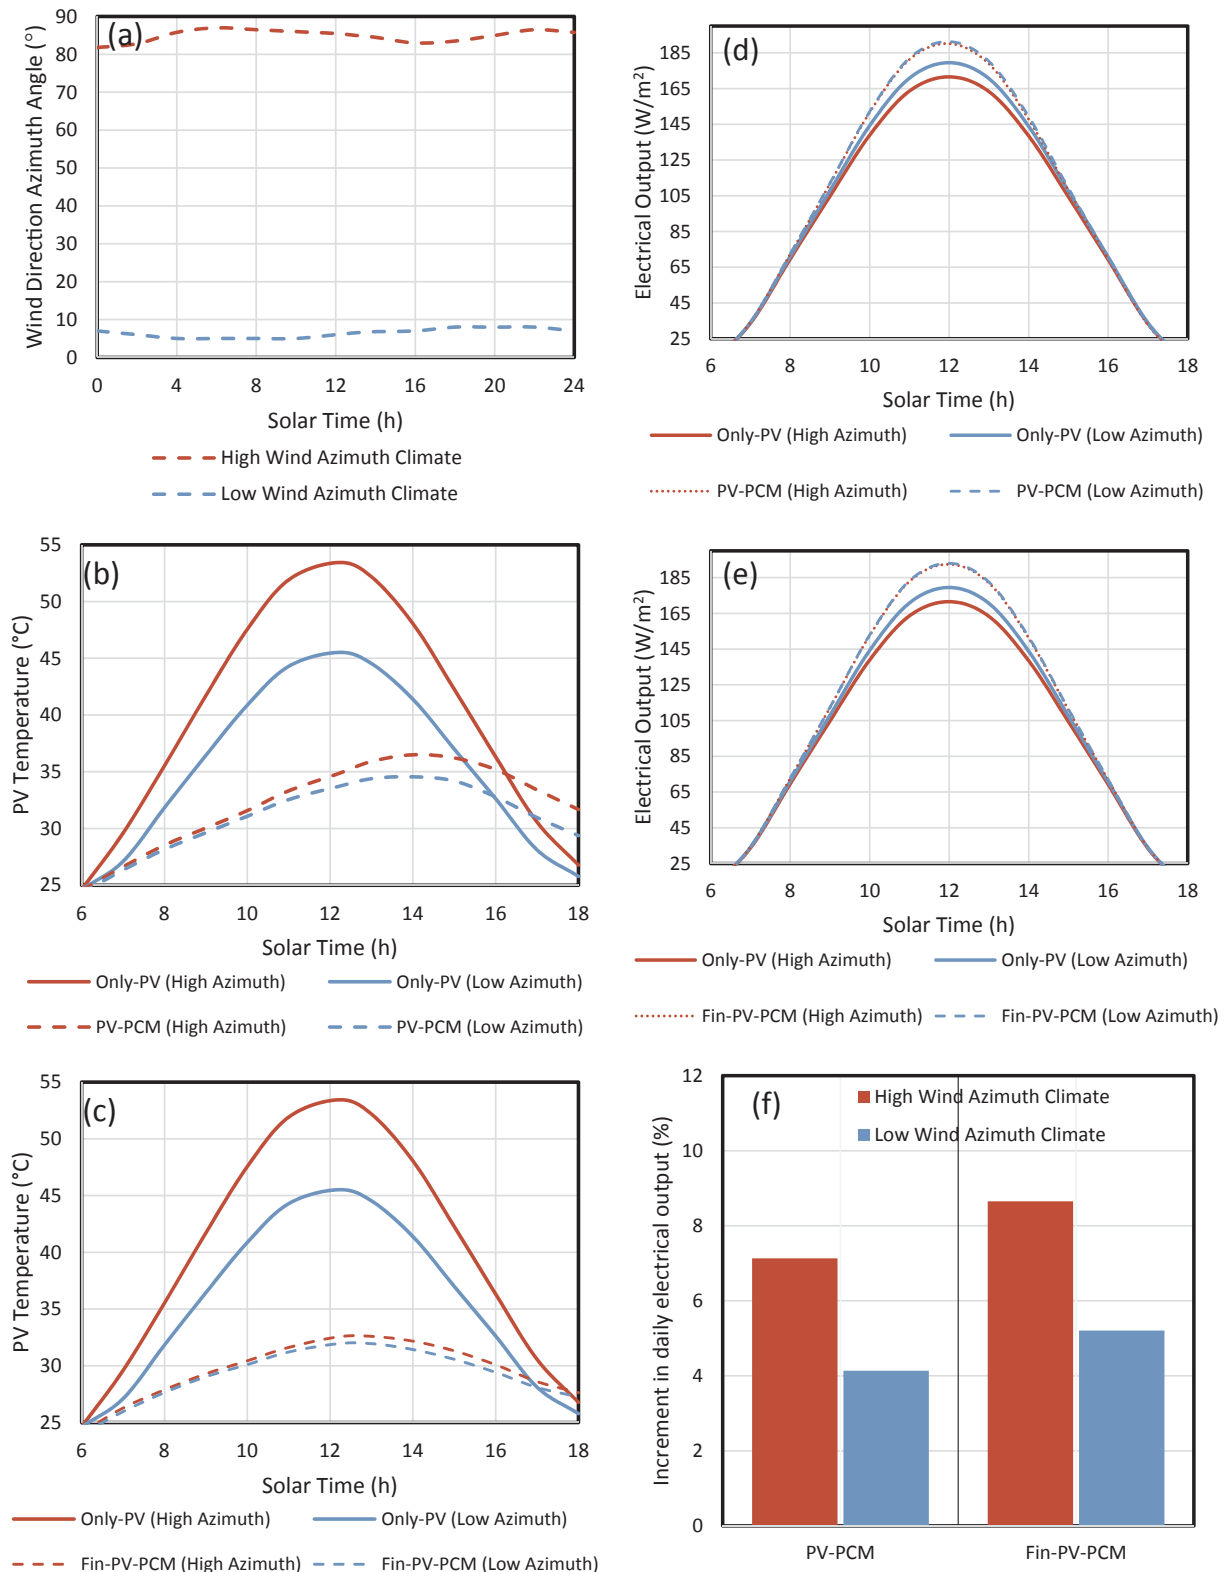 (a)
Wind Direction Azimuth Angle (°)
90
80
70
60
50
40
30
20
10
0
0 4 8 12 16 20 24
Solar Time (h)
High Wind Azimuth Climate
Low Wind Azimuth Climate
(b)
PV Temperature (°C)
55
50
45
40
35
30
25
6 8 10 12 14 16 18
Solar Time (h)
Only-PV (High Azimuth) Only-PV (Low Azimuth)
PV-PCM (High Azimuth) PV-PCM (Low Azimuth)
(c)
PV Temperature (°C)
55
50
45
40
35
30
25
6 8 10 12 14 16 18
Solar Time (h)
Only-PV (High Azimuth) Only-PV (Low Azimuth)
Fin-PV-PCM (High Azimuth) Fin-PV-PCM (Low Azimuth)
(d)
Electrical Output (W/m²)
185
165
145
125
105
85
65
45
25
6 8 10 12 14 16 18
Solar Time (h)
Only-PV (High Azimuth) Only-PV (Low Azimuth)
PV-PCM (High Azimuth) PV-PCM (Low Azimuth)
(e)
Electrical Output (W/m²)
185
165
145
125
105
85
65
45
25
6 8 10 12 14 16 18
Solar Time (h)
Only-PV (High Azimuth) Only-PV (Low Azimuth)
Fin-PV-PCM (High Azimuth) Fin-PV-PCM (Low Azimuth)
(f)
Increment in daily electrical output (%)
12
10
8
6
4
2
0
High Wind Azimuth Climate
Low Wind Azimuth Climate
PV-PCM Fin-PV-PCM